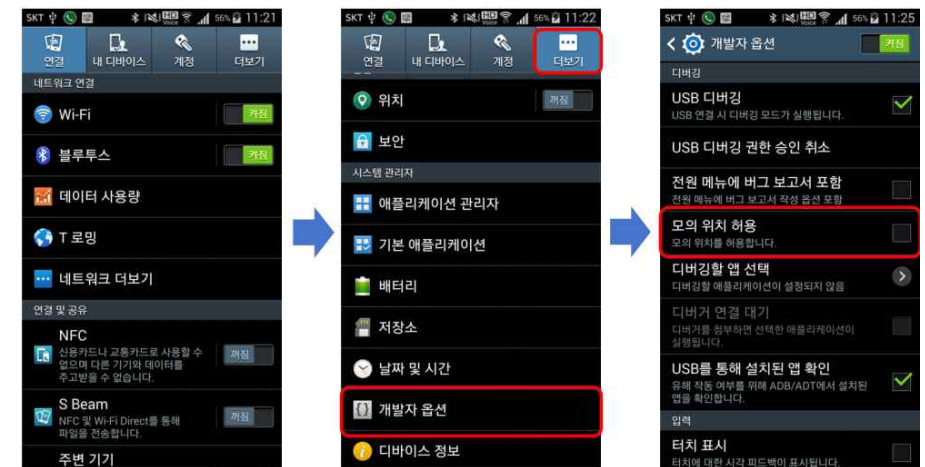 SKT 56% 11:21
연결 내 디바이스 계정 더보기
네트워크 연결
Wi-Fi 켜짐
블루투스 켜짐
데이터 사용량
T 로밍
네트워크 더보기
연결 및 공유
NFC
신용카드나 교통카드로 사용할 수
없으며 다른 기기와 데이터를
주고받을 수 없습니다.
꺼짐
S Beam
NFC 및 Wi-Fi Direct를 통해
파일을 전송합니다.
꺼짐
주변 기기
SKT 56% 11:22
연결 내 디바이스 계정 더보기
위치 꺼짐
보안
시스템 관리자
애플리케이션 관리자
기본 애플리케이션
배터리
저장소
날짜 및 시간
개발자 옵션
디바이스 정보
SKT 56% 11:25
개발자 옵션 켜짐
디버깅
USB 디버깅
USB 연결 시 디버깅 모드가 실행됩니다.
USB 디버깅 권한 승인 취소
전원 메뉴에 버그 보고서 포함
전원 메뉴에 버그 보고서 작성 옵션 포함
모의 위치 허용
모의 위치를 허용합니다.
디버깅할 앱 선택
디버깅할 애플리케이션이 설정되지 않음
디버거 연결 대기
디버거를 첨부하면 선택한 애플리케이션이
실행됩니다.
USB를 통해 설치된 앱 확인
유해 작동 여부를 위해 ADB/ADT에서 설치된
앱을 확인합니다.
입력
터치 표시
터치에 대한 시각 피드백이 표시됩니다.